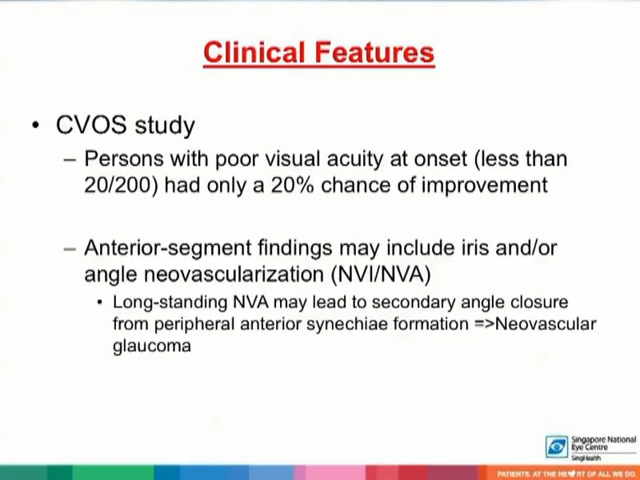 Clinical Features
• CVOS study
– Persons with poor visual acuity at onset (less than
20/200) had only a 20% chance of improvement
– Anterior-segment findings may include iris and/or
angle neovascularization (NVI/NVA)
• Long-standing NVA may lead to secondary angle closure
from peripheral anterior synechiae formation =>Neovascular
glaucoma
Singapore National
Eye Centre
SingHealth
PATIENTS. AT THE HE♥RT OF ALL WE DO.